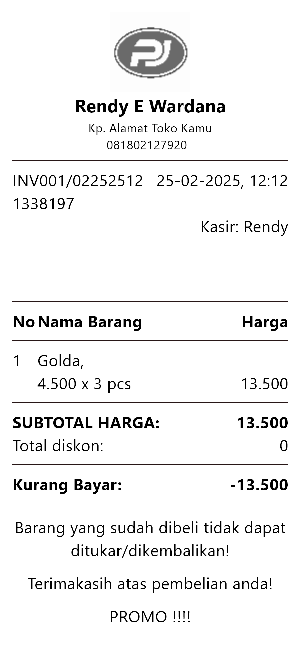 PJ
Rendy E Wardana
Kp. Alamat Toko Kamu
081802127920
INV001/02252512 25-02-2025, 12:12
1338197
Kasir: Rendy
No Nama Barang Harga
1 Golda,
4.500 x 3 pcs 13.500
SUBTOTAL HARGA: 13.500
Total diskon: 0
Kurang Bayar: -13.500
Barang yang sudah dibeli tidak dapat
ditukar/dikembalikan!
Terimakasih atas pembelian anda!
PROMO !!!!